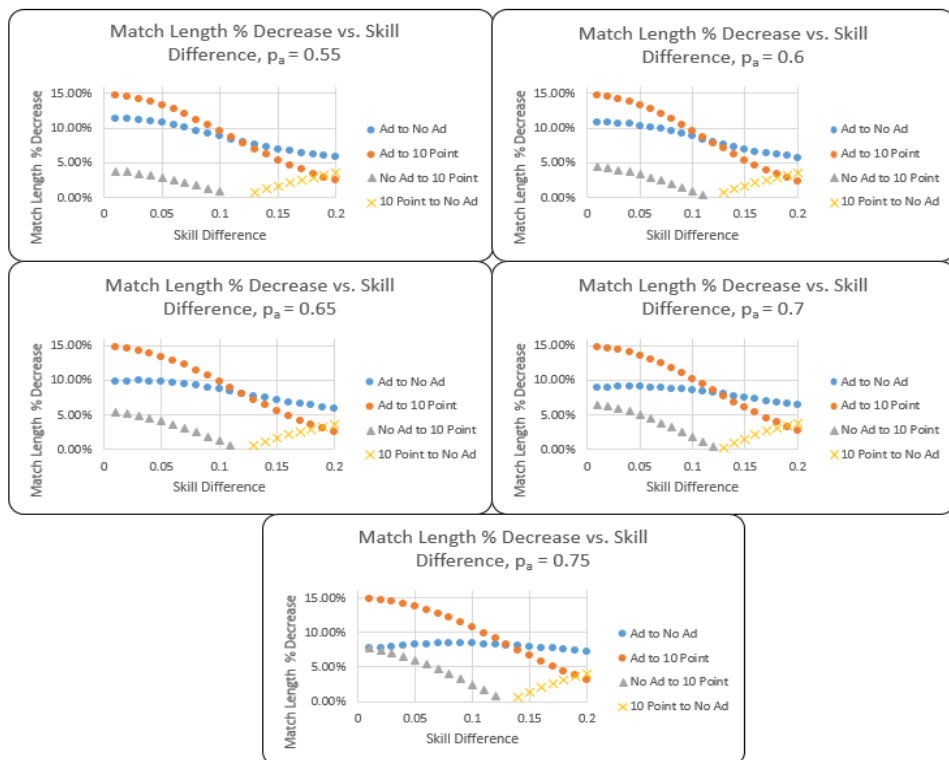 Match Length % Decrease vs. Skill
Difference, pₐ = 0.55
Match Length % Decrease
15.00%
10.00%
5.00%
0.00%
0
0.05
0.1
0.15
0.2
Skill Difference
Ad to No Ad
Ad to 10 Point
No Ad to 10 Point
10 Point to No Ad
Match Length % Decrease vs. Skill
Difference, pₐ = 0.6
Match Length % Decrease
15.00%
10.00%
5.00%
0.00%
0
0.05
0.1
0.15
0.2
Skill Difference
Ad to No Ad
Ad to 10 Point
No Ad to 10 Point
10 Point to No Ad
Match Length % Decrease vs. Skill
Difference, pₐ = 0.65
Match Length % Decrease
15.00%
10.00%
5.00%
0.00%
0
0.05
0.1
0.15
0.2
Skill Difference
Ad to No Ad
Ad to 10 Point
No Ad to 10 Point
10 Point to No Ad
Match Length % Decrease vs. Skill
Difference, pₐ = 0.7
Match Length % Decrease
15.00%
10.00%
5.00%
0.00%
0
0.05
0.1
0.15
0.2
Skill Difference
Ad to No Ad
Ad to 10 Point
No Ad to 10 Point
10 Point to No Ad
Match Length % Decrease vs. Skill
Difference, pₐ = 0.75
Match Length % Decrease
15.00%
10.00%
5.00%
0.00%
0
0.05
0.1
0.15
0.2
Skill Difference
Ad to No Ad
Ad to 10 Point
No Ad to 10 Point
10 Point to No Ad